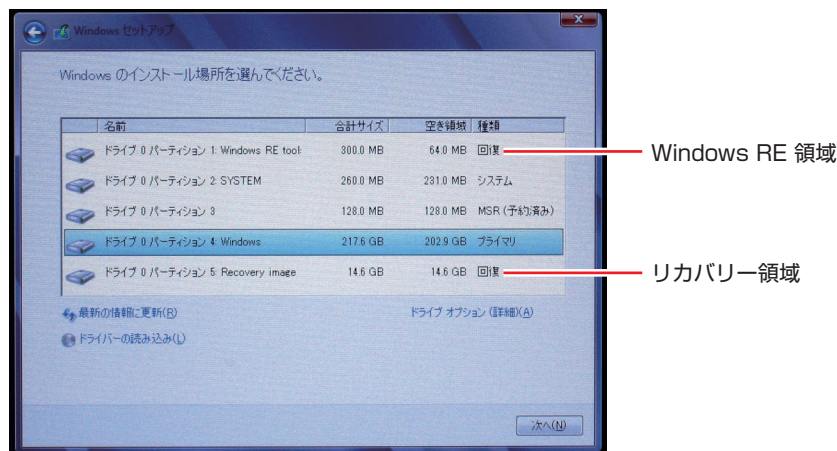 Windows セットアップ
Windows のインストール場所を選んでください。
名前 合計サイズ 空き領域 種類
ドライブ 0 パーティション 1: Windows RE tool: 300.0 MB 64.0 MB 回復
ドライブ 0 パーティション 2: SYSTEM 260.0 MB 231.0 MB システム
ドライブ 0 パーティション 3 128.0 MB 128.0 MB MSR (予約済み)
ドライブ 0 パーティション 4: Windows 217.6 GB 202.9 GB プライマリ
ドライブ 0 パーティション 5: Recovery image 14.6 GB 14.6 GB 回復
最新の情報に更新(R) ドライブ オプション (詳細)(A)
ドライバーの読み込み(L)
次へ(N)
Windows RE 領域
リカバリー領域